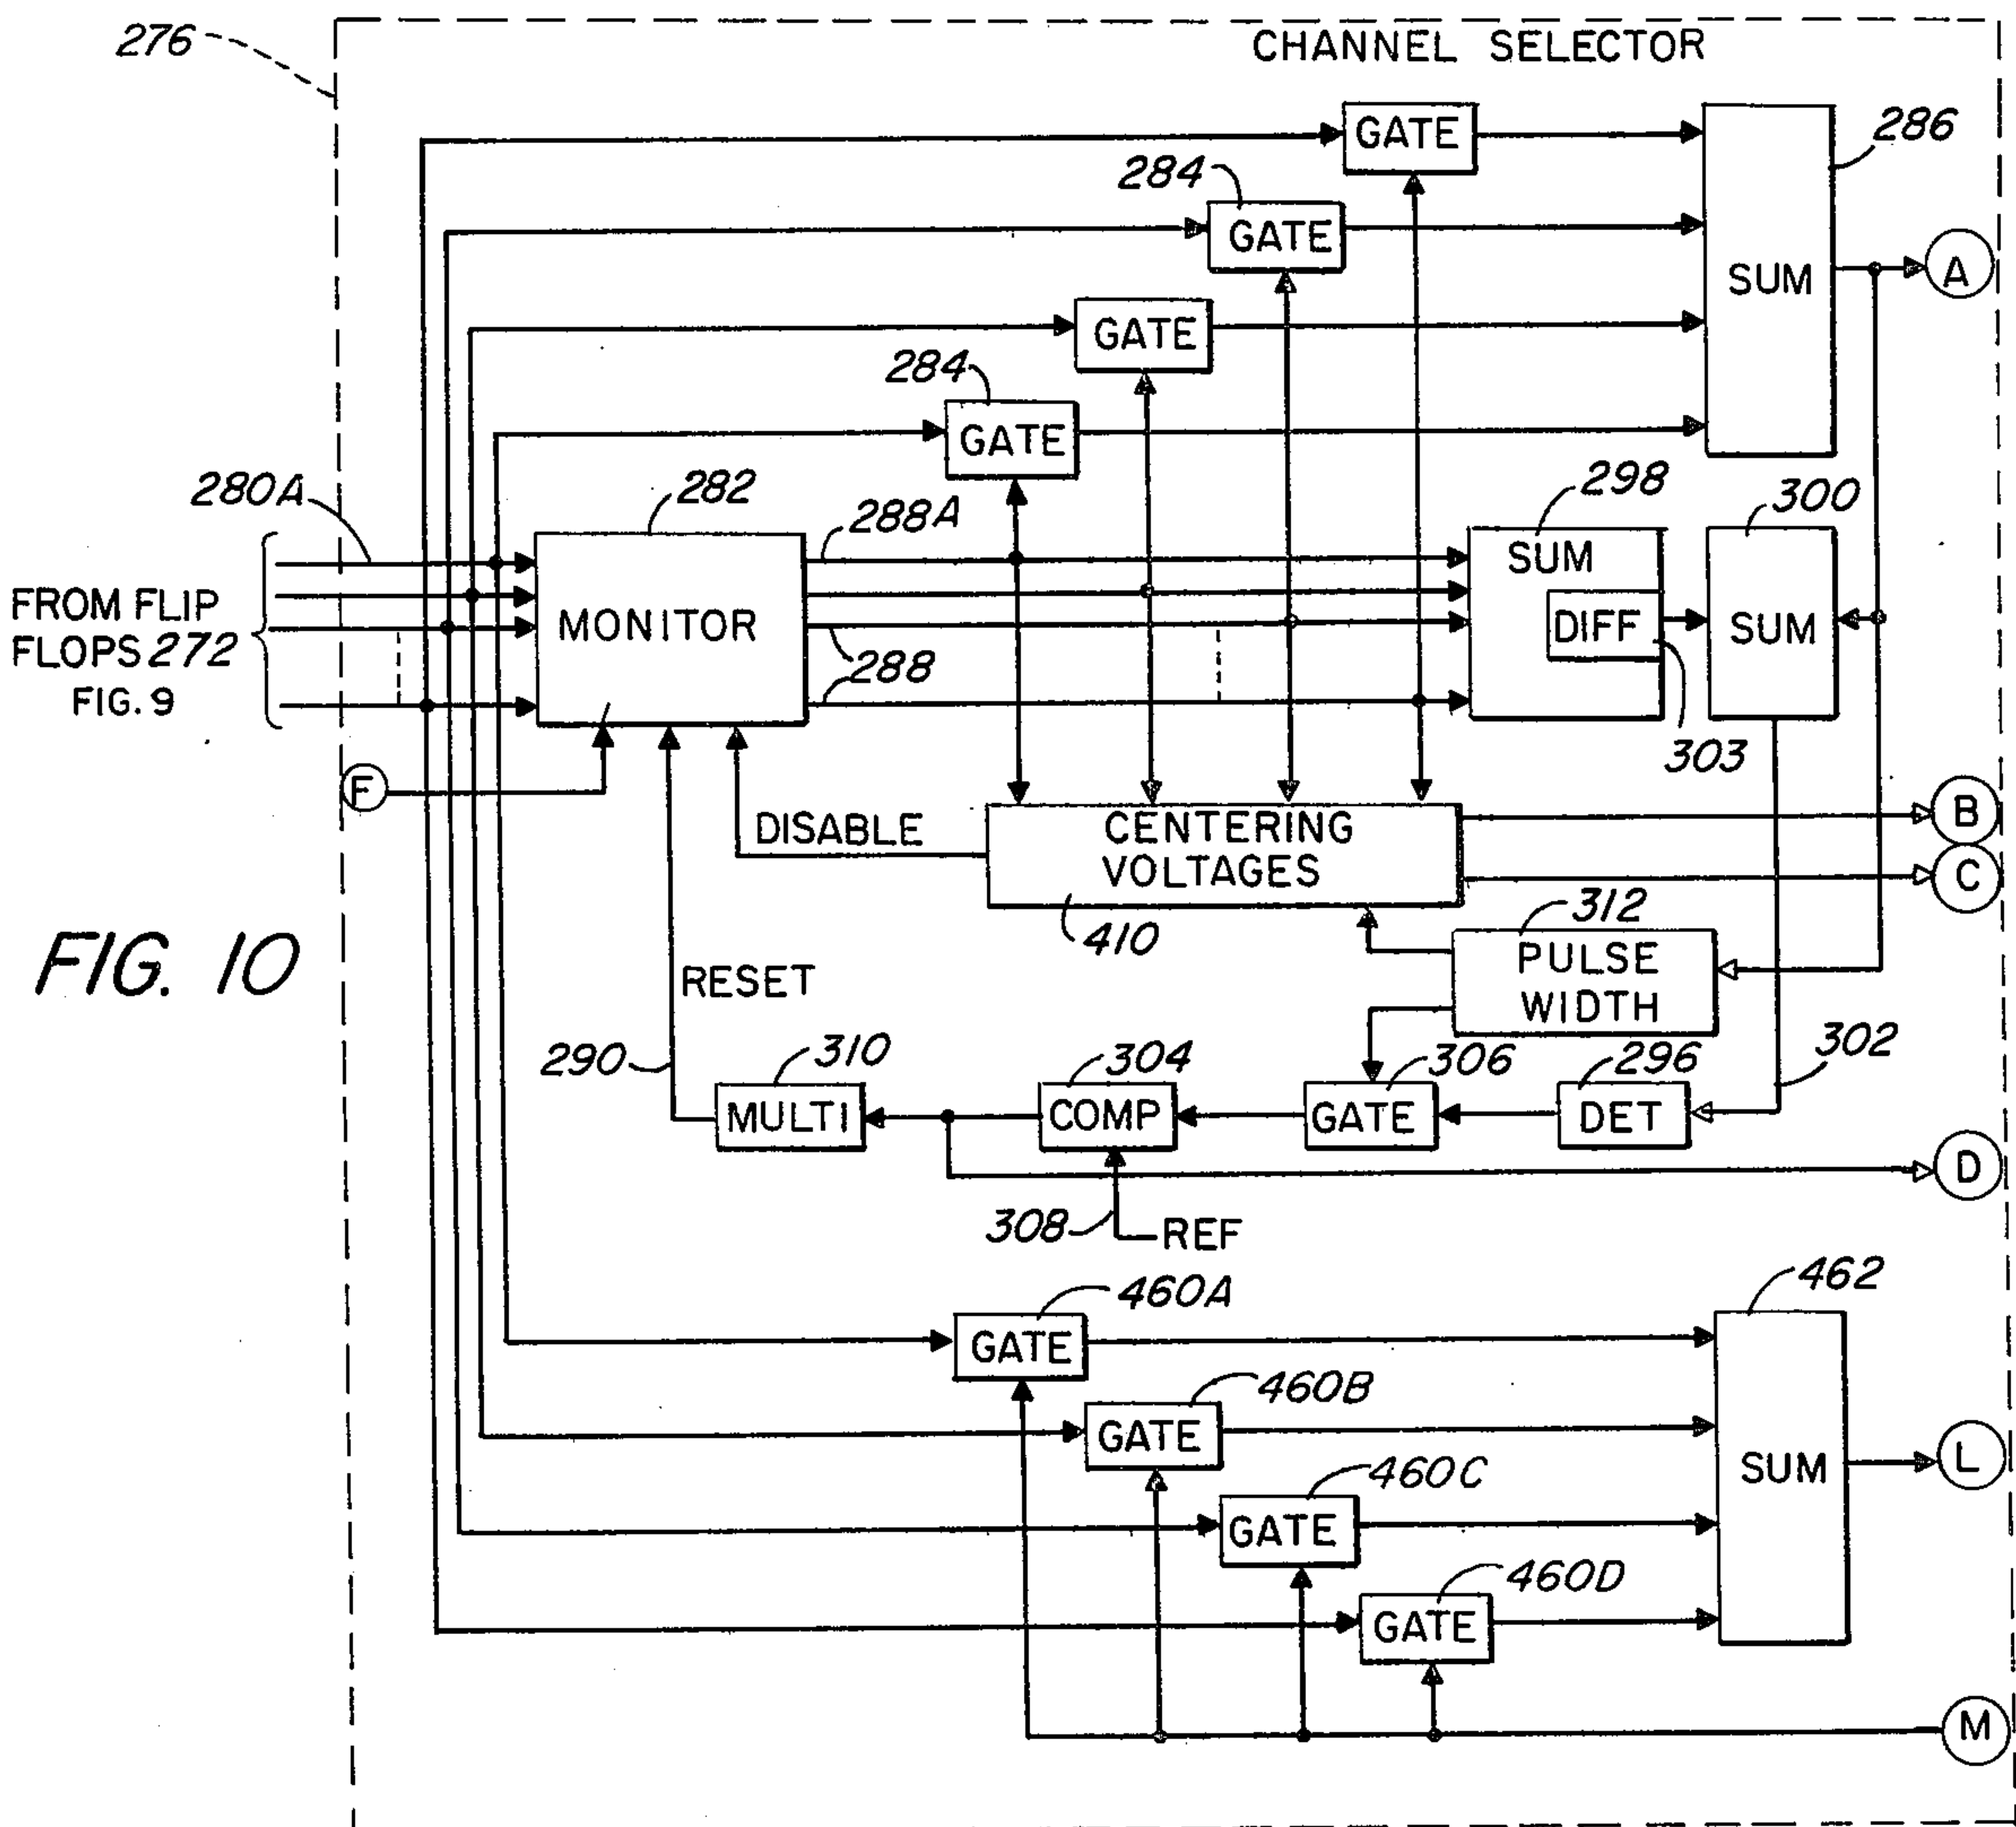 276
CHANNEL SELECTOR
GATE
286
284
GATE
SUM
A
GATE
284
GATE
280A
282
288A
298
300
FROM FLIP
FLOPS 272
FIG. 9
MONITOR
SUM
DIFF
SUM
288
303
F
DISABLE
CENTERING
VOLTAGES
B
C
410
312
PULSE
WIDTH
FIG. 10
RESET
290
310
304
306
296
302
MULTI
COMP
GATE
DET
D
308
REF
460A
462
GATE
460B
GATE
460C
SUM
L
GATE
460D
GATE
M